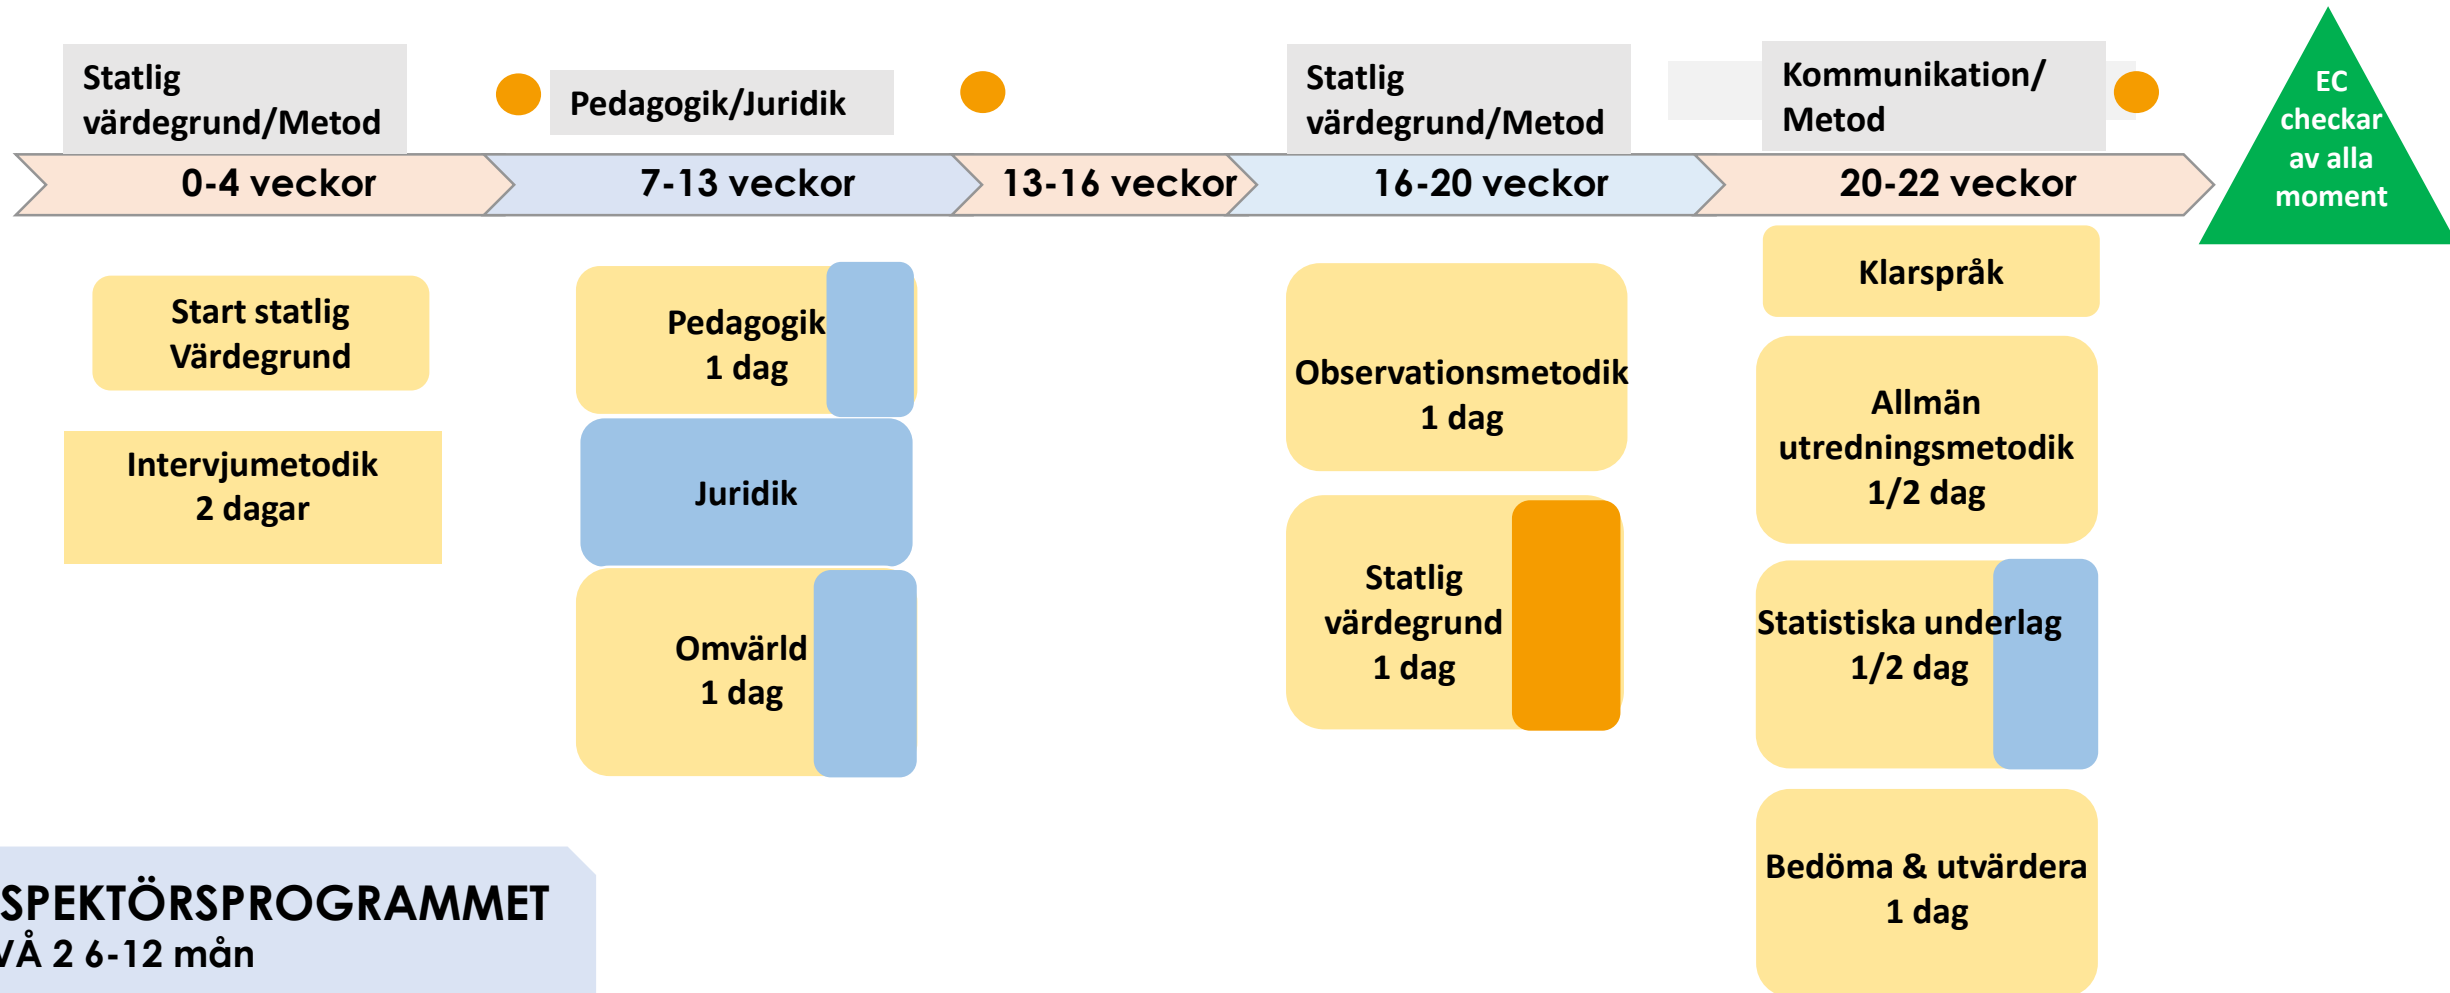 Statlig
värdegrund/Metod
Pedagogik/Juridik
Statlig
värdegrund/Metod
Kommunikation/
Metod
EC
checkar
av alla
moment
0-4 veckor
7-13 veckor
13-16 veckor
16-20 veckor
20-22 veckor
Start statlig
Värdegrund
Intervjumetodik
2 dagar
Pedagogik
1 dag
Juridik
Omvärld
1 dag
Observationsmetodik
1 dag
Statlig
värdegrund
1 dag
Klarspråk
Allmän
utredningsmetodik
1/2 dag
Statistiska underlag
1/2 dag
Bedöma & utvärdera
1 dag
SPEKTÖRSPROGRAMMET
VÅ 2 6-12 mån